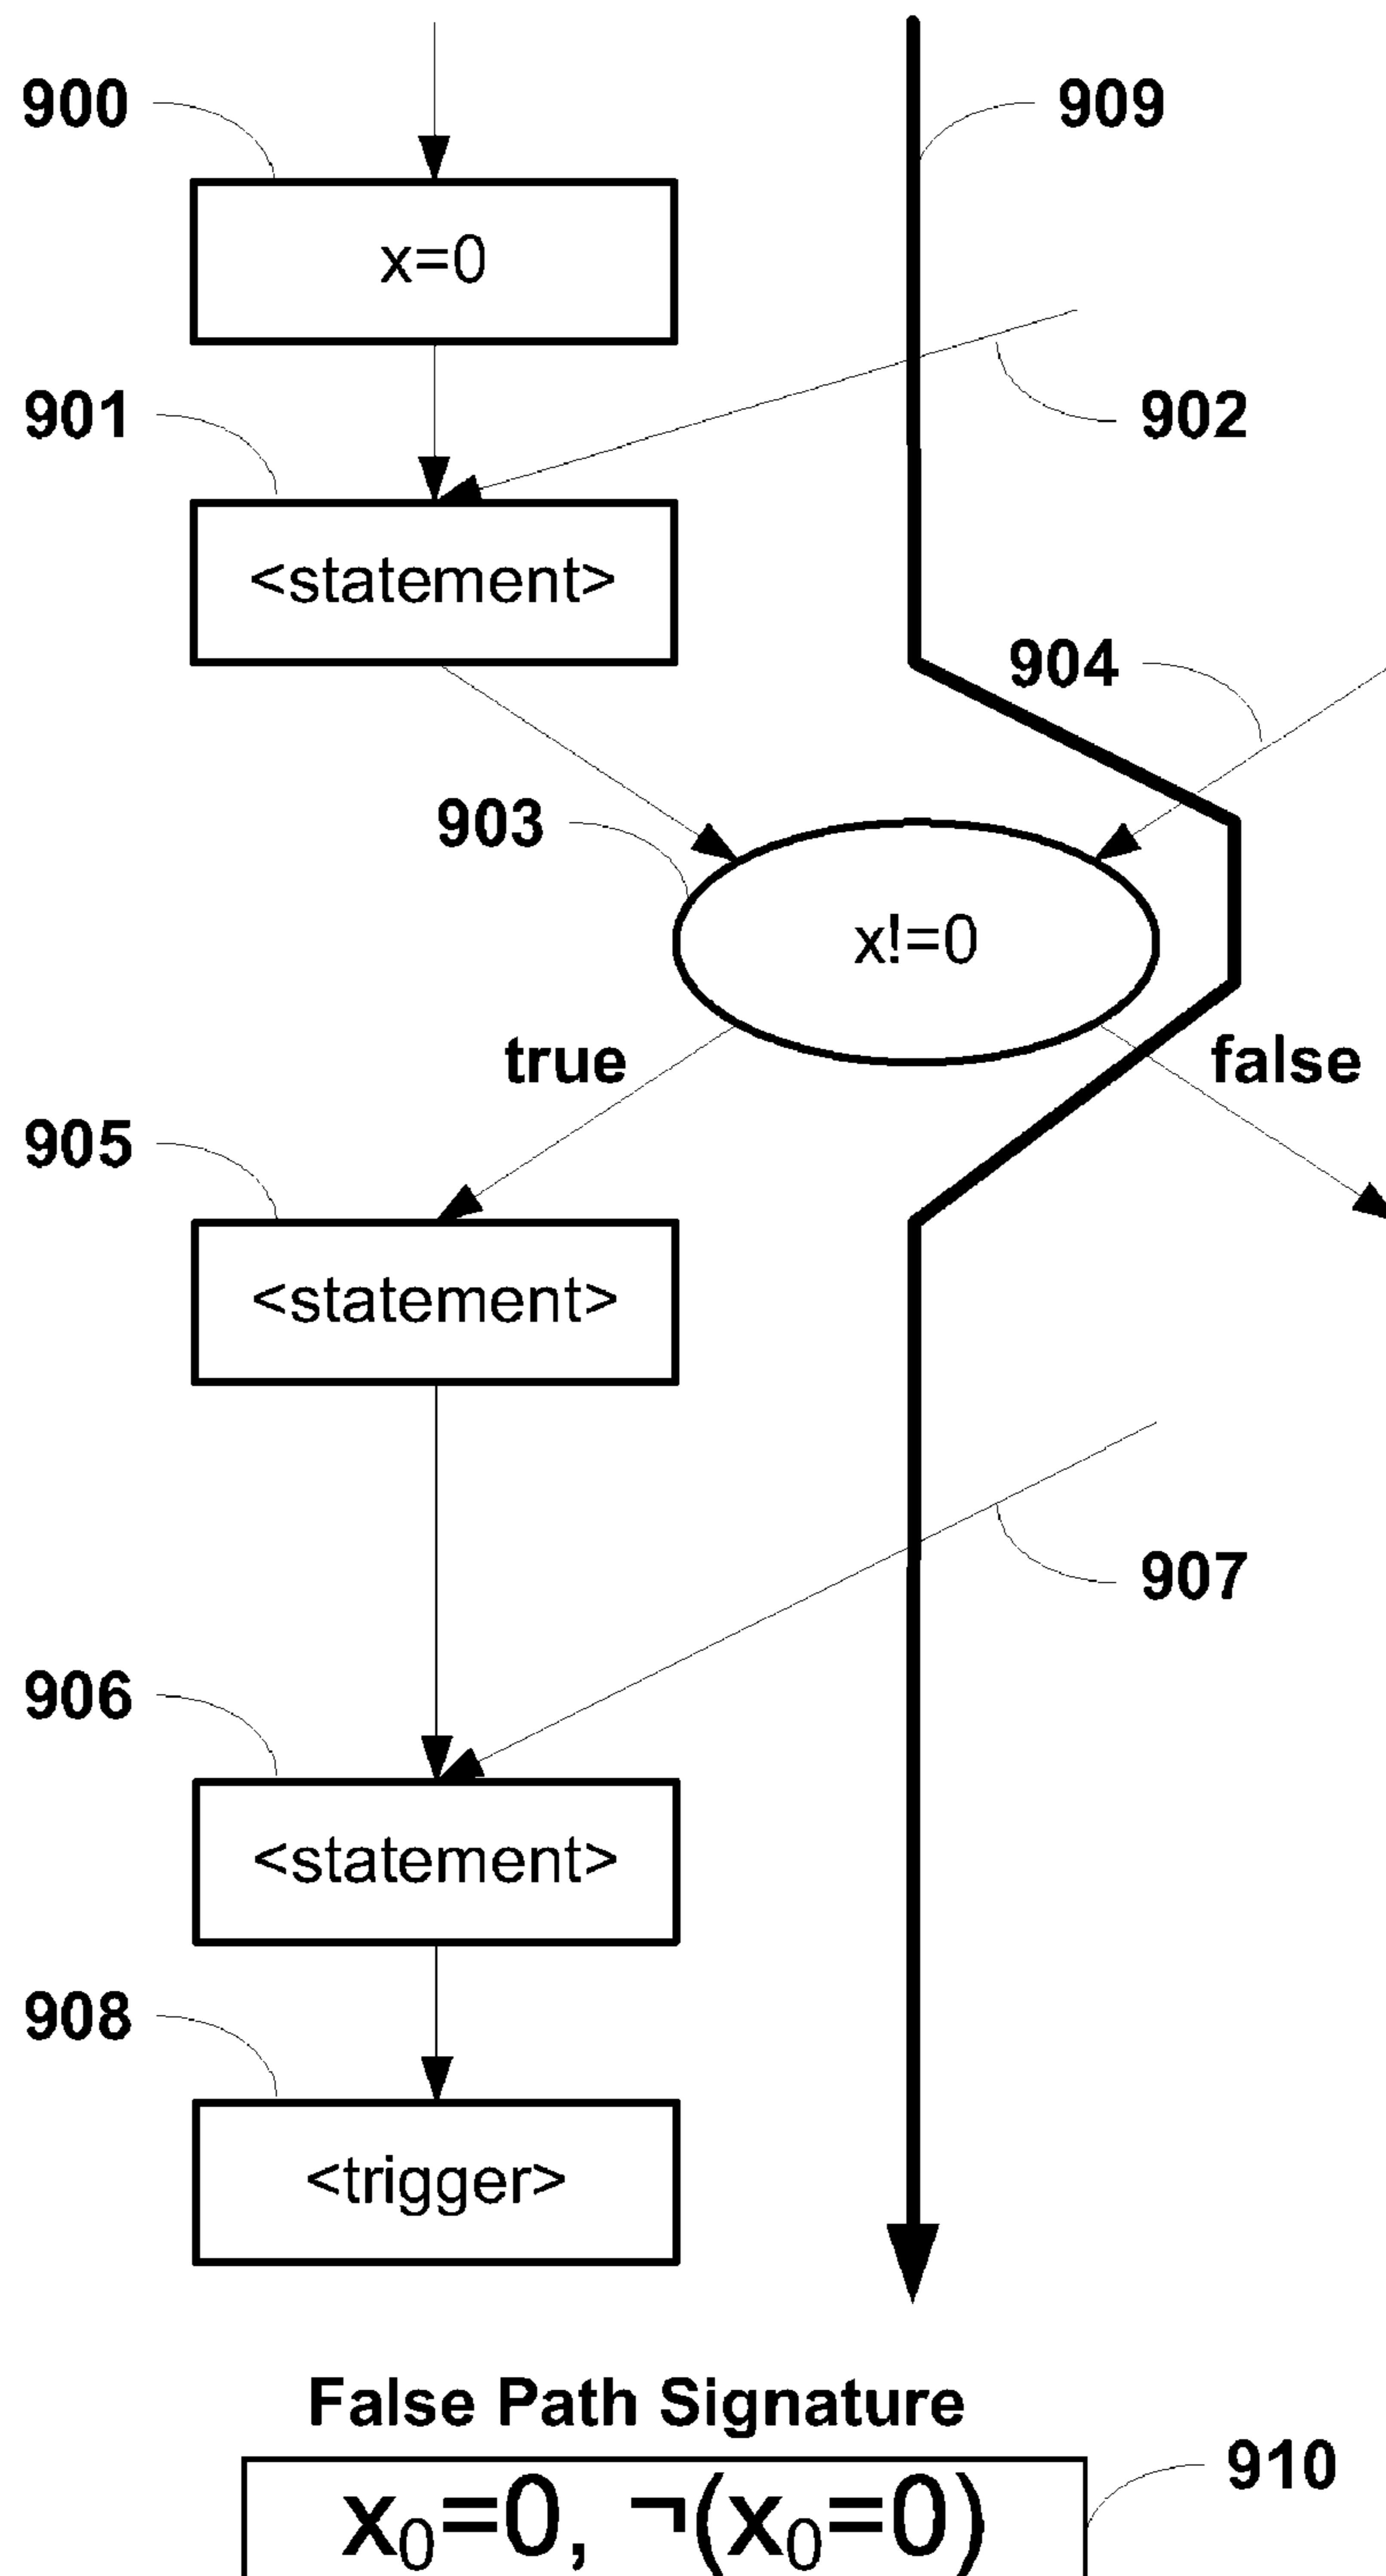 900
909
x=0
901
902
<statement>
904
903
x!=0
true
false
905
<statement>
907
906
<statement>
908
<trigger>
False Path Signature
910
x₀=0, ¬(x₀=0)